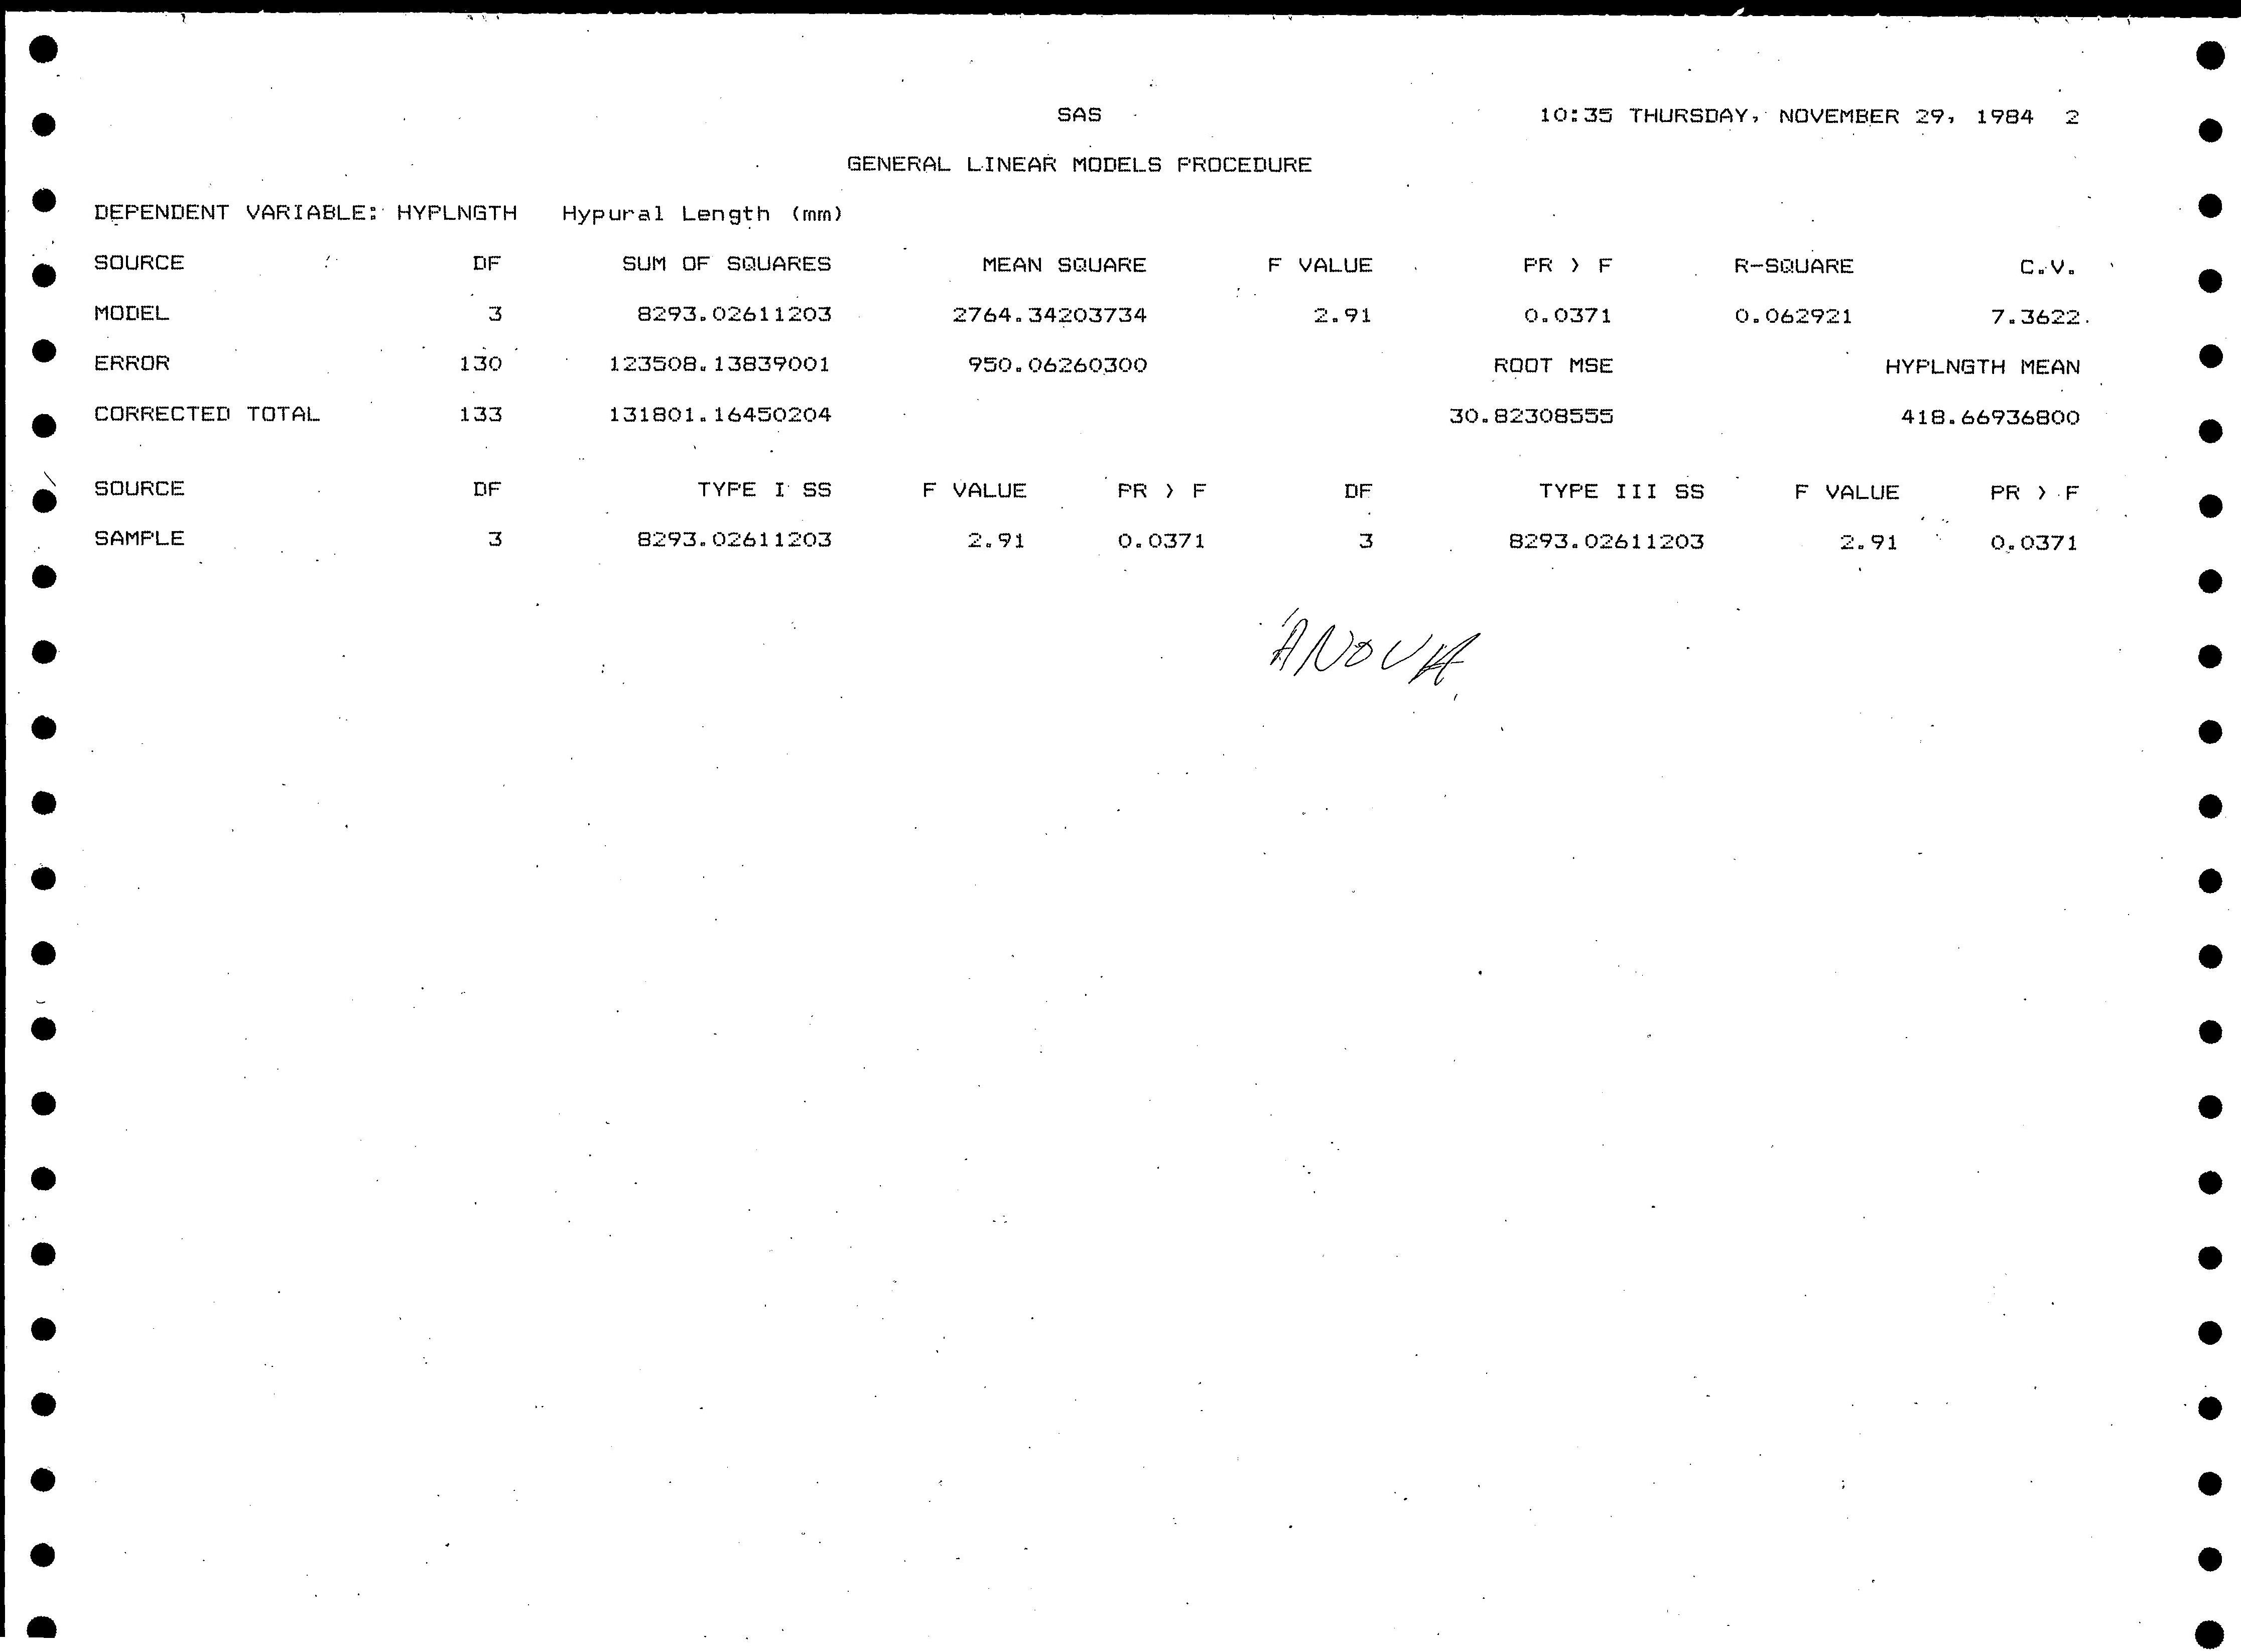 SAS 10:35 THURSDAY, NOVEMBER 29, 1984 2
GENERAL LINEAR MODELS PROCEDURE
DEPENDENT VARIABLE: HYPLNGTH Hypural Length (mm)
SOURCE DF SUM OF SQUARES MEAN SQUARE F VALUE PR > F R-SQUARE C.V.
MODEL 3 8293.02611203 2764.34203734 2.91 0.0371 0.062921 7.3622
ERROR 130 123508.13839001 950.06260300 ROOT MSE HYPLNGTH MEAN
CORRECTED TOTAL 133 131801.16450204 30.82308555 418.66936800
SOURCE DF TYPE I SS F VALUE PR > F DF TYPE III SS F VALUE PR > F
SAMPLE 3 8293.02611203 2.91 0.0371 3 8293.02611203 2.91 0.0371
ANOVA